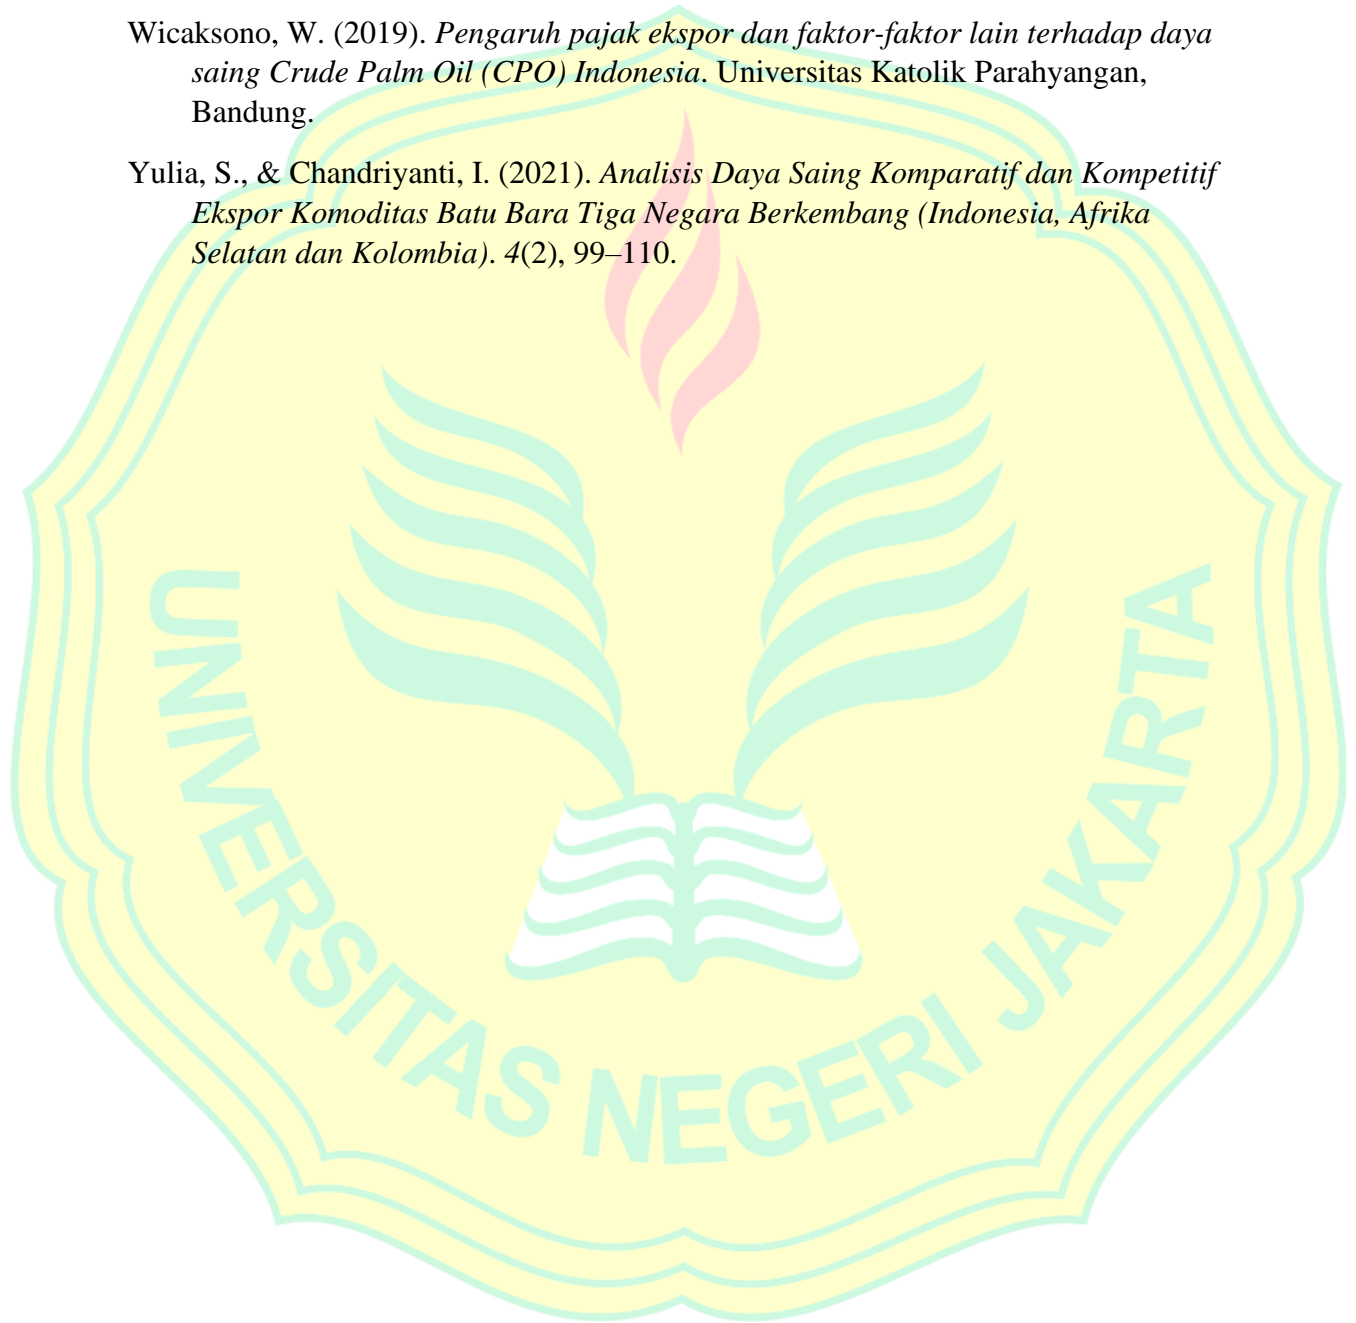 Wicaksono, W. (2019). Pengaruh pajak ekspor dan faktor-faktor lain terhadap daya
saing Crude Palm Oil (CPO) Indonesia. Universitas Katolik Parahyangan,
Bandung.
Yulia, S., & Chandriyanti, I. (2021). Analisis Daya Saing Komparatif dan Kompetitif
Ekspor Komoditas Batu Bara Tiga Negara Berkembang (Indonesia, Afrika
Selatan dan Kolombia). 4(2), 99–110.
UNIVERSITAS NEGERI JAKARTA